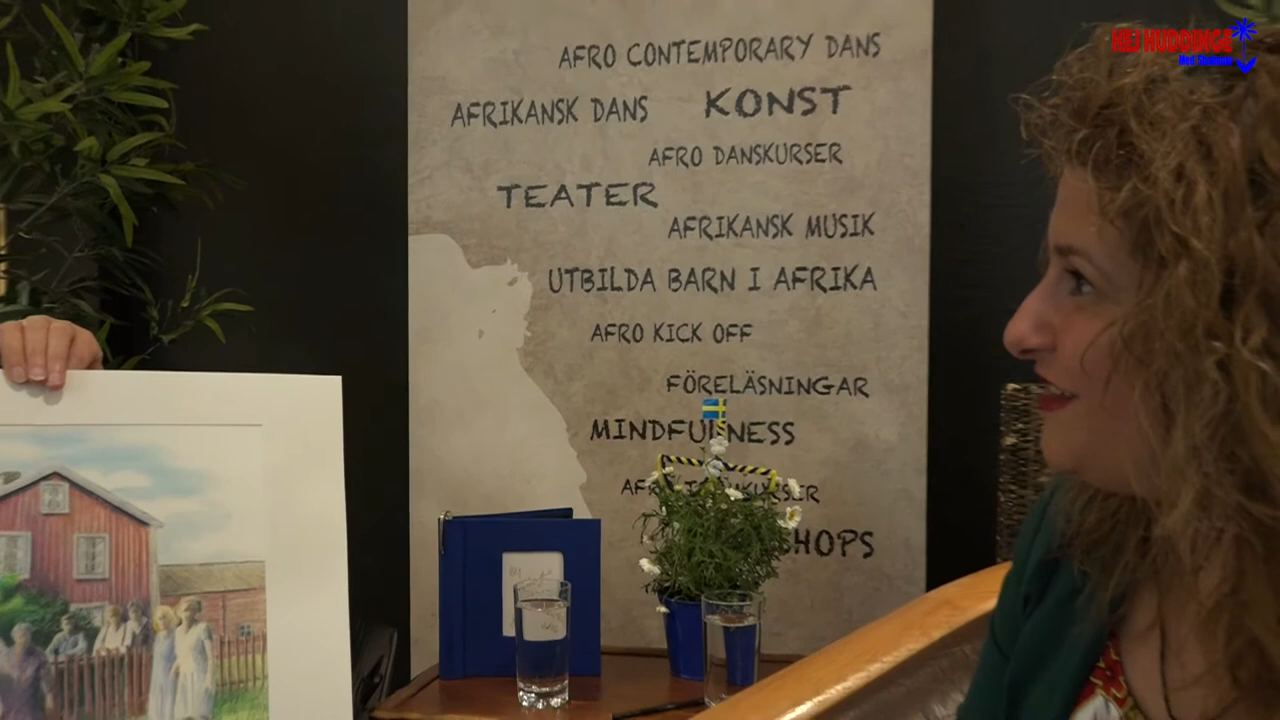 HEJ HUDDINGE
AFRO CONTEMPORARY DANS
AFRIKANSK DANS
KONST
AFRO DANSKURSER
TEATER
AFRIKANSK MUSIK
UTBILDA BARN I AFRIKA
AFRO KICK OFF
FÖRELÄSNINGAR
MINDFULNESS
SHOPS